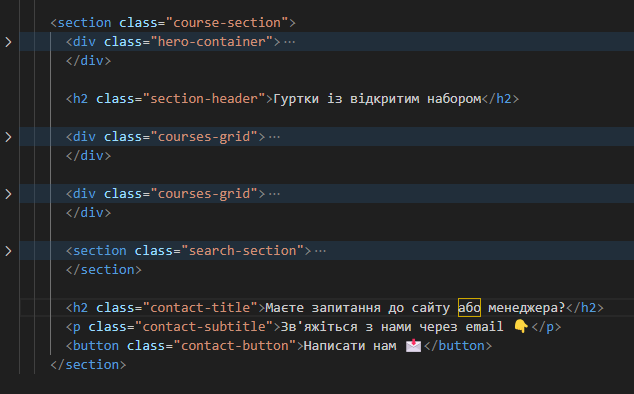 <section class="course-section">
<div class="hero-container">…
</div>
<h2 class="section-header">Гуртки із відкритим набором</h2>
<div class="courses-grid">…
</div>
<div class="courses-grid">…
</div>
<section class="search-section">…
</section>
<h2 class="contact-title">Маєте запитання до сайту або менеджера?</h2>
<p class="contact-subtitle">Зв'яжіться з нами через email 👇</p>
<button class="contact-button">Написати нам 📩</button>
</section>